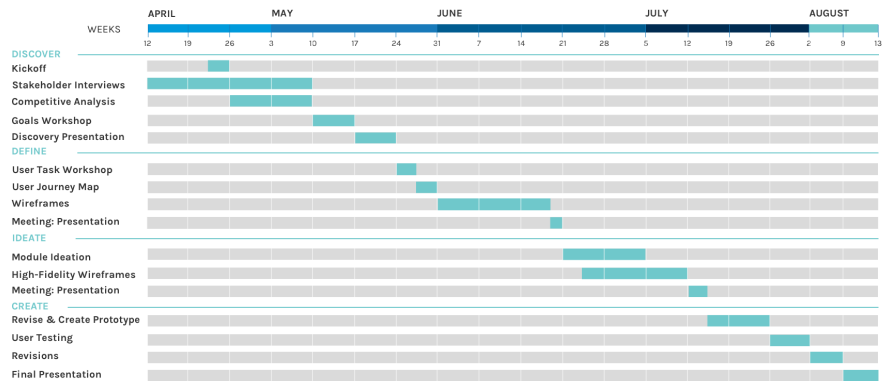 APRIL MAY JUNE JULY AUGUST
WEEKS
12 19 26 3 10 17 24 31 7 14 21 28 5 12 19 26 2 9 13
DISCOVER
Kickoff
Stakeholder Interviews
Competitive Analysis
Goals Workshop
Discovery Presentation
DEFINE
User Task Workshop
User Journey Map
Wireframes
Meeting: Presentation
IDEATE
Module Ideation
High-Fidelity Wireframes
Meeting: Presentation
CREATE
Revise & Create Prototype
User Testing
Revisions
Final Presentation